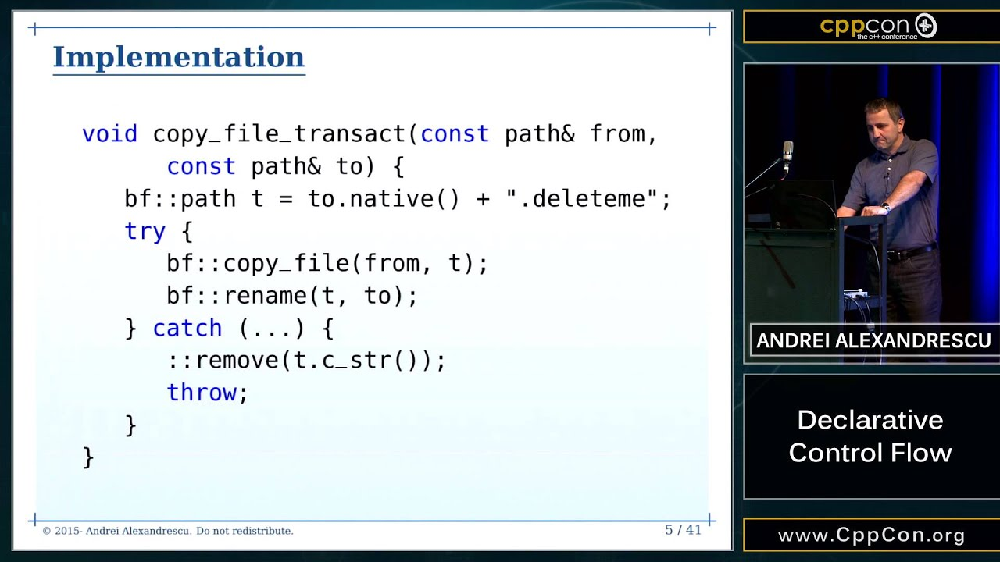 Implementation
void copy_file_transact(const path& from,
const path& to) {
bf::path t = to.native() + ".deleteme";
try {
bf::copy_file(from, t);
bf::rename(t, to);
} catch (...) {
::remove(t.c_str());
throw;
}
}
© 2015- Andrei Alexandrescu. Do not redistribute.
5 / 41
cppcon
the c++ conference
ANDREI ALEXANDRESCU
Declarative
Control Flow
www.CppCon.org